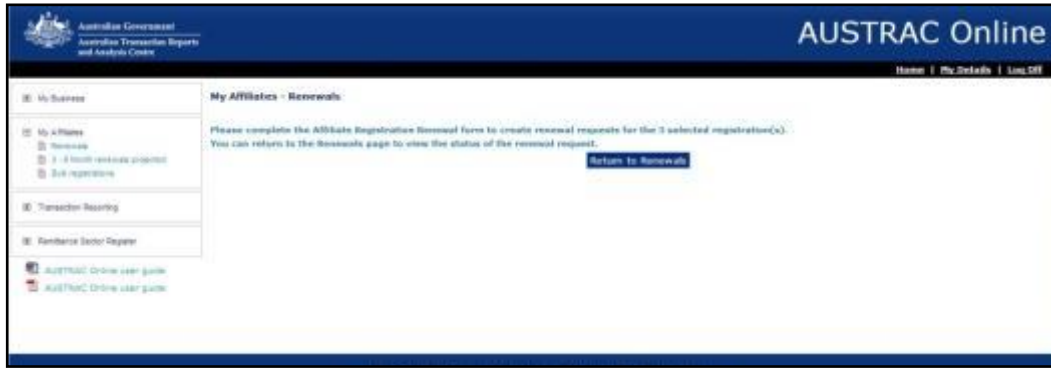 Australian Government
Australian Transaction Reports
and Analysis Centre
AUSTRAC Online
Home | My Details | Log Off
My Business
My Affiliates
Renewals
3 - 6 Month renewals projected
Bulk registrations
Transaction Reporting
Remittance Sector Register
AUSTRAC Online user guide
AUSTRAC Online user guide
My Affiliates - Renewals
Please complete the Affiliate Registration Renewal form to create renewal requests for the 3 selected registration(s).
You can return to the Renewals page to view the status of the renewal request.
Return to Renewals